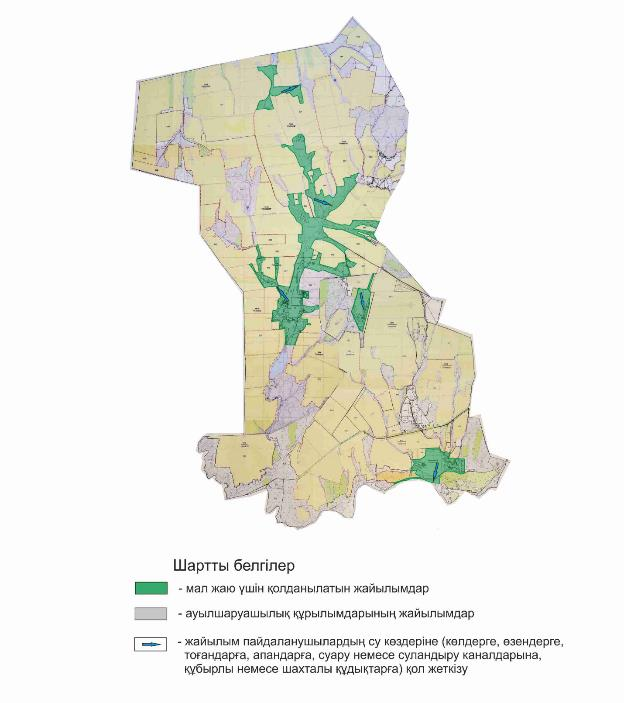 Шартты белгілер
- мал жаю үшін қолданылатын жайылымдар
- ауылшаруашылық құрылымдарының жайылымдар
- жайылым пайдаланушылардың су көздеріне (көлдерге, өзендерге,
тоғандарға, апандарға, суару немесе суландыру каналдарына,
құбырлы немесе шахталы құдықтарға) қол жеткізу